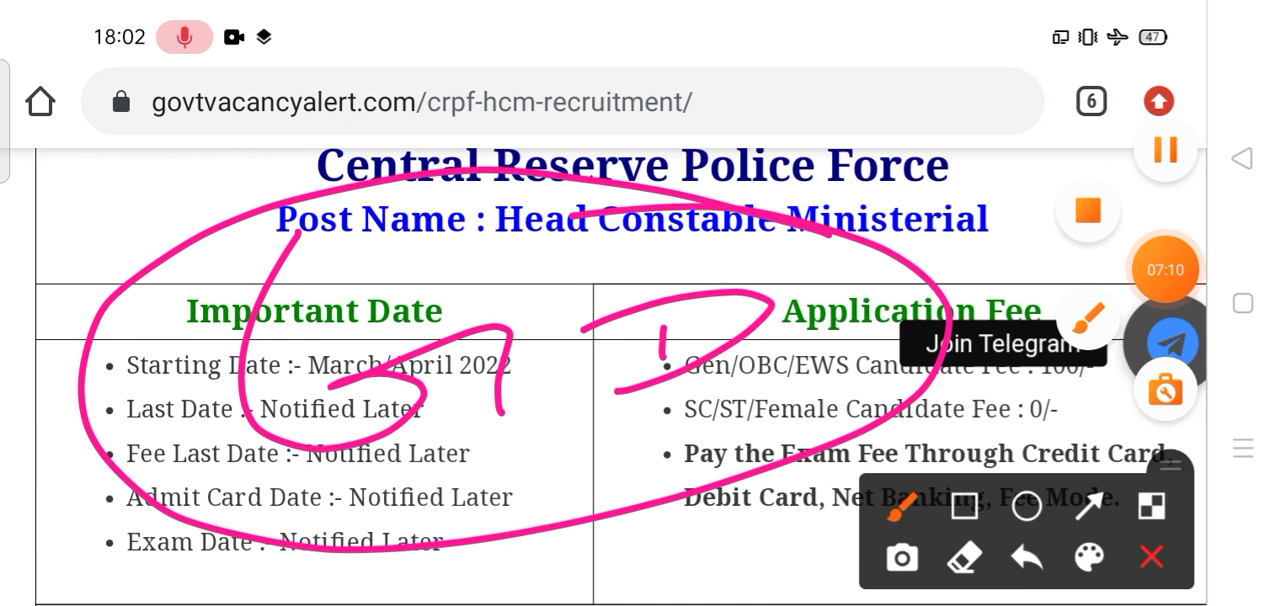 18:02
47
govtvacancyalert.com/crpf-hcm-recruitment/
6
Central Reserve Police Force
Post Name : Head Constable Ministerial
07:10
Important Date
Application Fee
Join Telegram
GD
Starting Date :- March/April 2022
Last Date :- Notified Later
Fee Last Date :- Notified Later
Admit Card Date :- Notified Later
Exam Date :- Notified Later
Gen/OBC/EWS Candidate Fee : 100/-
SC/ST/Female Candidate Fee : 0/-
Pay the Exam Fee Through Credit Card
Debit Card, Net Banking, Fee Mode.